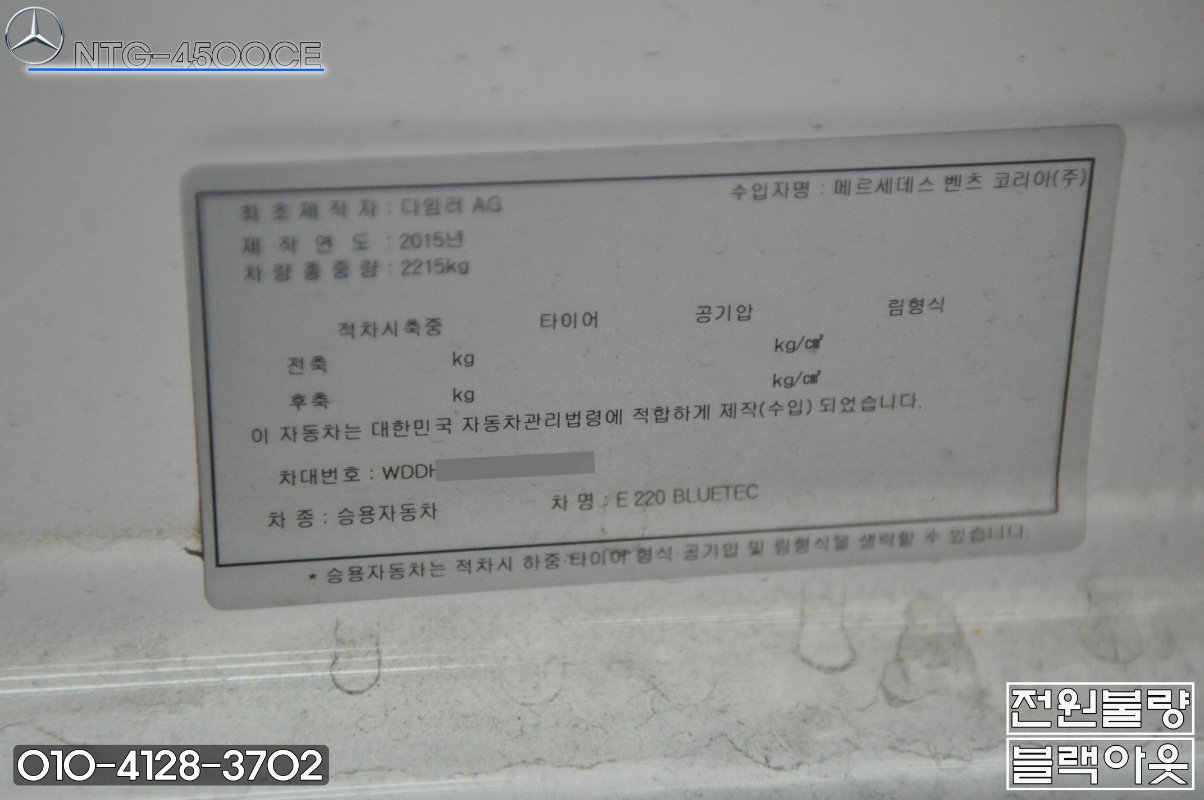 NTG-4500CE
수입자명 : 메르세데스 벤츠 코리아(주)
최초제작자 : 다임러 AG
제작연도 : 2015년
차량총중량 : 2215kg
적차시축중 타이어 공기압 림형식
전축 kg kg/㎠
후축 kg kg/㎠
이 자동차는 대한민국 자동차관리법령에 적합하게 제작(수입) 되었습니다.
차대번호 : WDDH
차종 : 승용자동차 차명 : E 220 BLUETEC
* 승용자동차는 적차시 하중 타이어 형식 공기압 및 림형식을 생략할 수 있습니다.
전원불량
블랙아웃
010-4128-3702